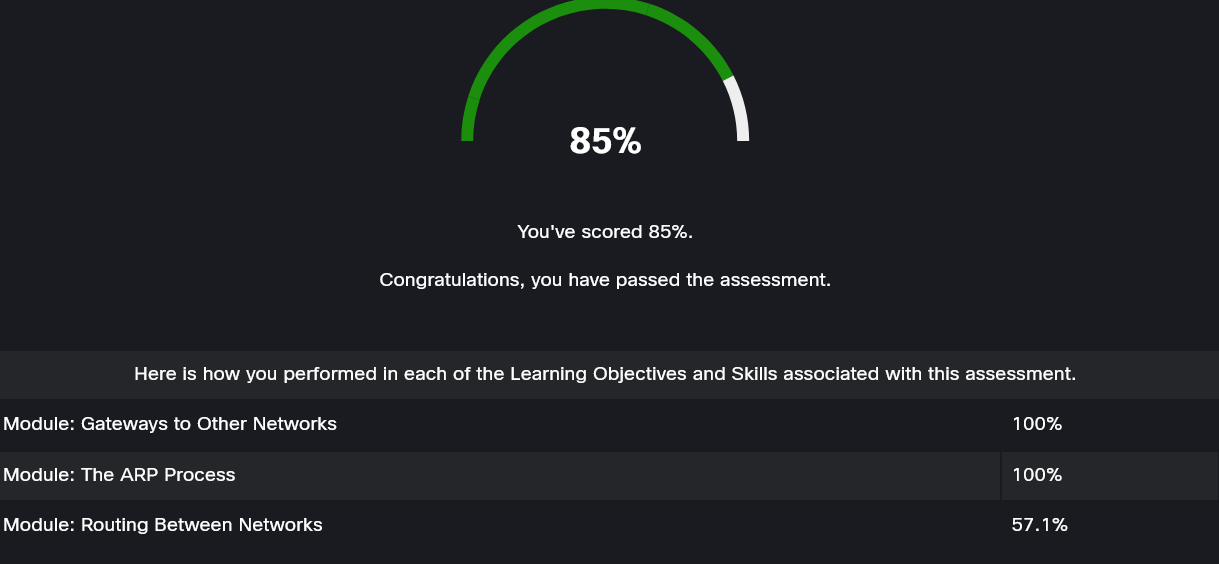 85%
You've scored 85%.
Congratulations, you have passed the assessment.
Here is how you performed in each of the Learning Objectives and Skills associated with this assessment.
Module: Gateways to Other Networks 100%
Module: The ARP Process 100%
Module: Routing Between Networks 57.1%